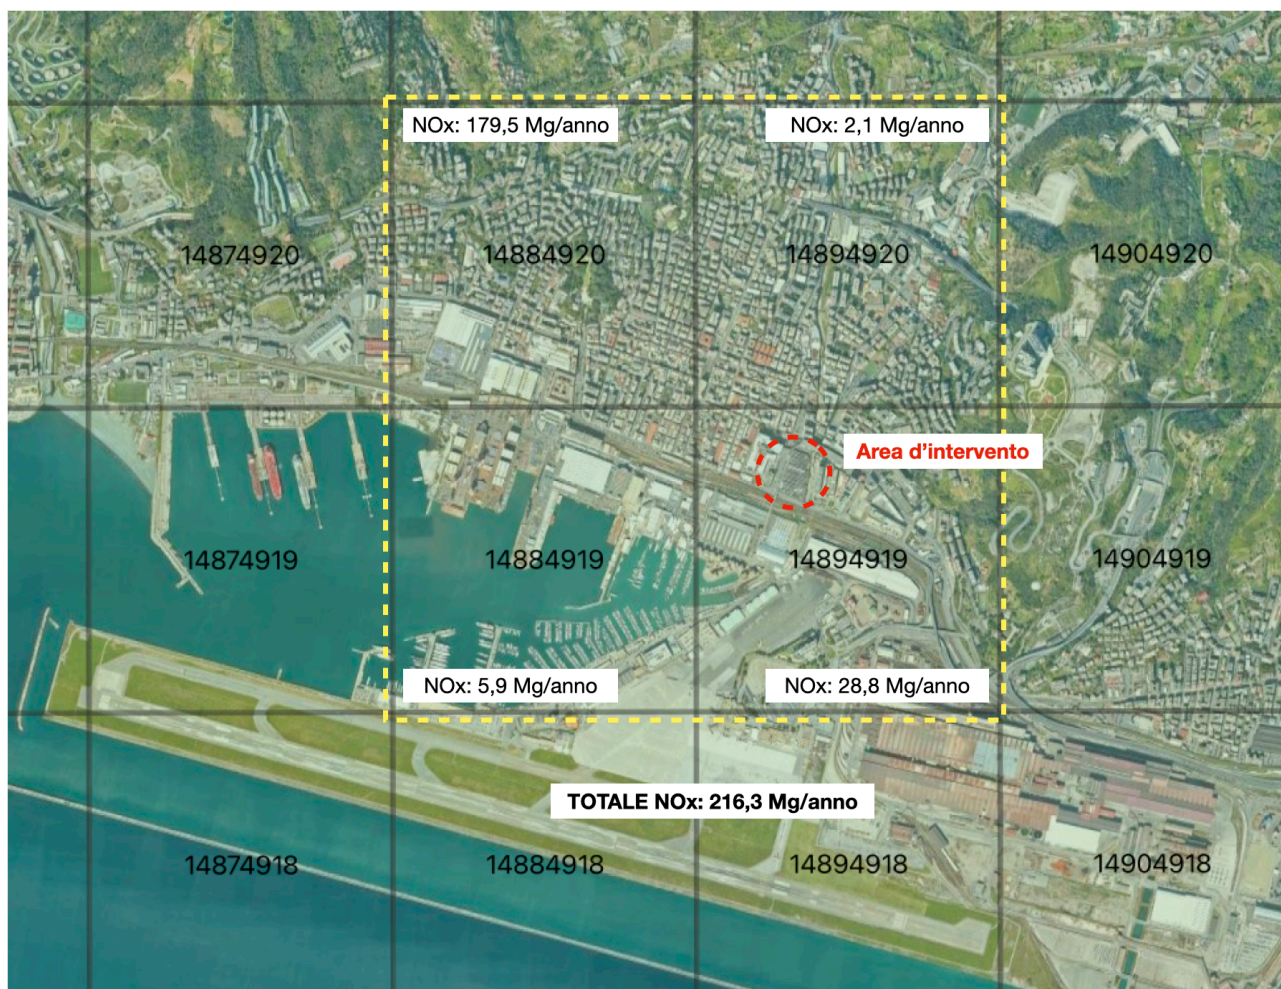 NOx: 179,5 Mg/anno
NOx: 2,1 Mg/anno
14874920
14884920
14894920
14904920
Area d'intervento
14874919
14884919
14894919
14904919
NOx: 5,9 Mg/anno
NOx: 28,8 Mg/anno
TOTALE NOx: 216,3 Mg/anno
14874918
14884918
14894918
14904918